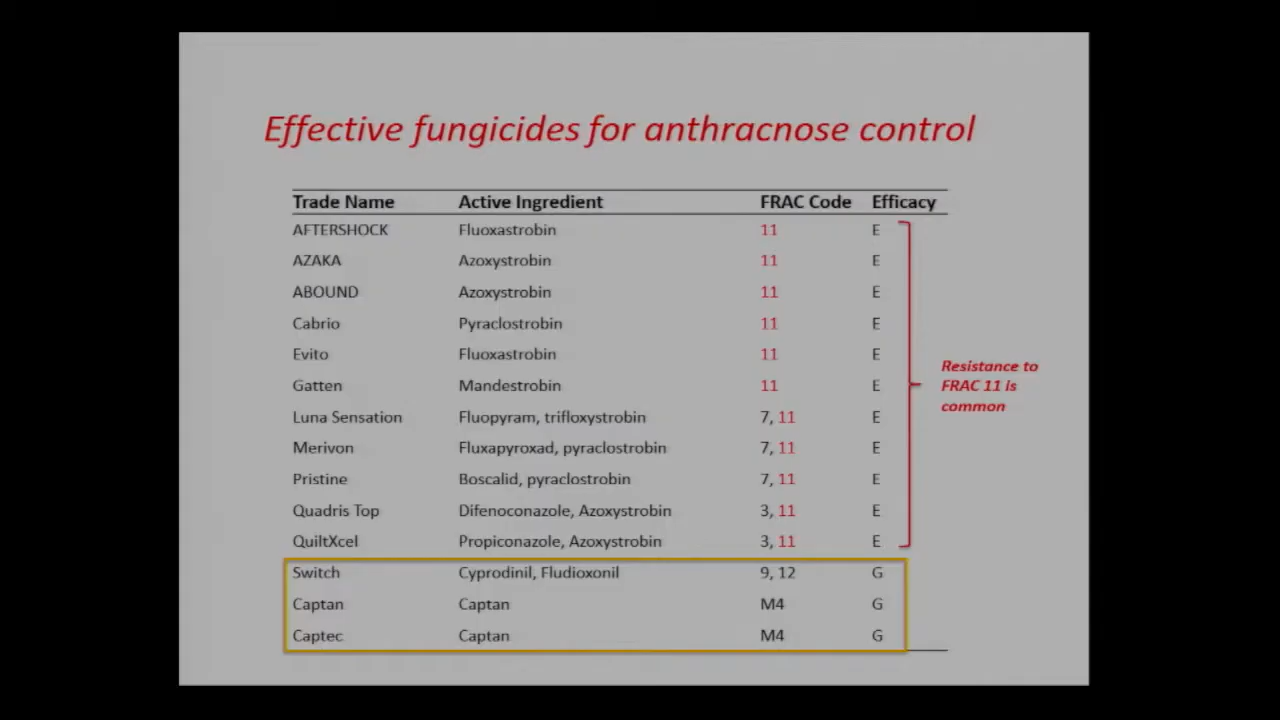 Effective fungicides for anthracnose control
Trade Name Active Ingredient FRAC Code Efficacy
AFTERSHOCK Fluoxastrobin 11 E
AZAKA Azoxystrobin 11 E
ABOUND Azoxystrobin 11 E
Cabrio Pyraclostrobin 11 E
Evito Fluoxastrobin 11 E
Gatten Mandestrobin 11 E
Luna Sensation Fluopyram, trifloxystrobin 7, 11 E
Merivon Fluxapyroxad, pyraclostrobin 7, 11 E
Pristine Boscalid, pyraclostrobin 7, 11 E
Quadris Top Difenoconazole, Azoxystrobin 3, 11 E
QuiltXcel Propiconazole, Azoxystrobin 3, 11 E
Switch Cyprodinil, Fludioxonil 9, 12 G
Captan Captan M4 G
Captec Captan M4 G
Resistance to
FRAC 11 is
common